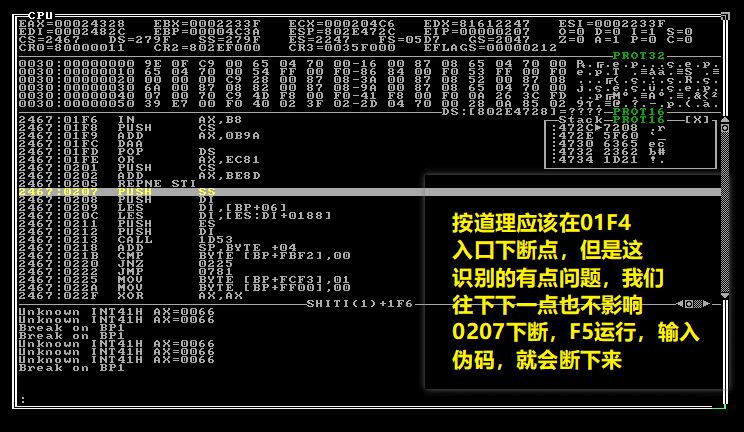 CPU
EAX=00024328 EBX=0002233F ECX=000204C6 EDX=81612247 ESI=0002233F
EDI=0002482C EBP=00004C3A ESP=802E472C EIP=00000207 O=0 D=0 I=1 S=0
CS=2467 DS=279F SS=279F ES=2247 FS=05D7 GS=2047 Z=0 A=1 P=0 C=0
CR0=80000011 CR2=802EF000 CR3=0035F000 EFLAGS=00000212
PROT32
0030:00000000 9E 0F C9 00 65 04 70 00-16 00 87 08 65 04 70 00
0030:00000010 65 04 70 00 54 FF 00 F0-86 84 00 F0 53 FF 00 F0
0030:00000020 00 00 00 C9 28 00 87 08-3A 00 87 08 52 00 87 08
0030:00000030 6A 00 87 08 82 00 87 08-9A 00 87 08 65 04 70 00
0030:00000040 07 00 70 C9 4D F8 00 F0-41 F8 00 F0 0A 26 3C FD
0030:00000050 39 E7 00 F0 40 02 3F 02-2D 04 70 00 28 0A 85 02
DS:[802E4728]=????
PROT16
2467:01F6 IN AX,B8
2467:01F8 PUSH CS
2467:01F9 ADD AX,0B9A
2467:01FC DAA
2467:01FD POP DS
2467:01FE OR AX,EC81
2467:0201 PUSH CS
2467:0202 ADD AX,BE8D
2467:0205 REPNE STI
2467:0207 PUSH SS
2467:0208 PUSH DI
2467:0209 LES DI,[BP+06]
2467:020C LES DI,[ES:DI+0188]
2467:0211 PUSH ES
2467:0212 PUSH DI
2467:0213 CALL 1D53
2467:0218 ADD SP,BYTE +04
2467:021B CMP BYTE [BP+FBF2],00
2467:0220 JNZ 0225
2467:0222 JMP 0781
2467:0225 MOV BYTE [BP+FCF3],01
2467:022A MOV BYTE [BP+FF00],00
2467:022F XOR AX,AX
Stack PROT16 [X]
:472C►7208 .r
:472E 5F60 `_
:4730 6365 ec
:4732 2362 b#
:4734 1D21 !.
SHITI(1)+1F6
Unknown INT41H AX=0066
Unknown INT41H AX=0066
Break on BP1
Break on BP1
Unknown INT41H AX=0066
Unknown INT41H AX=0066
Break on BP1
:
按道理应该在01F4
入口下断点，但是这
识别的有点问题，我们
往下下一点也不影响
0207下断，F5运行，输入
伪码，就会断下来